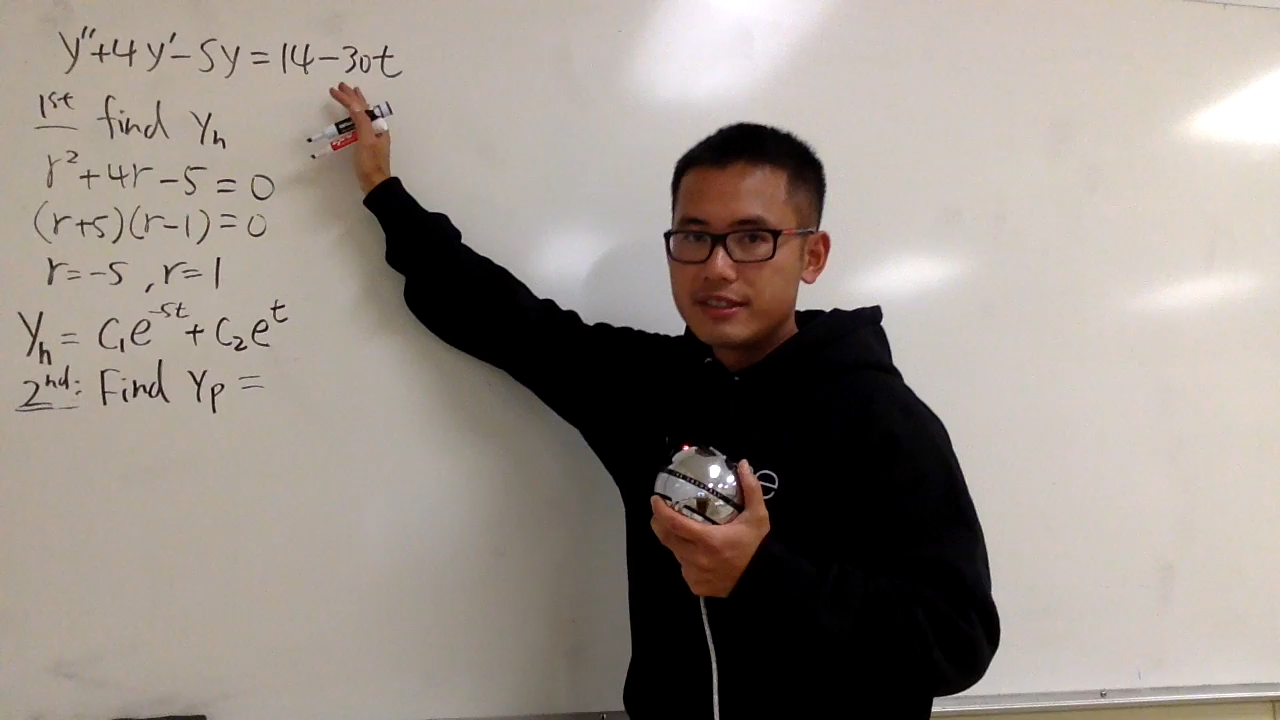 y''+4y'-5y=14-30t
1st find Yh
r²+4r-5=0
(r+5)(r-1)=0
r=-5, r=1
Yh=C₁e^-5t+C₂e^t
2nd: Find Yp=